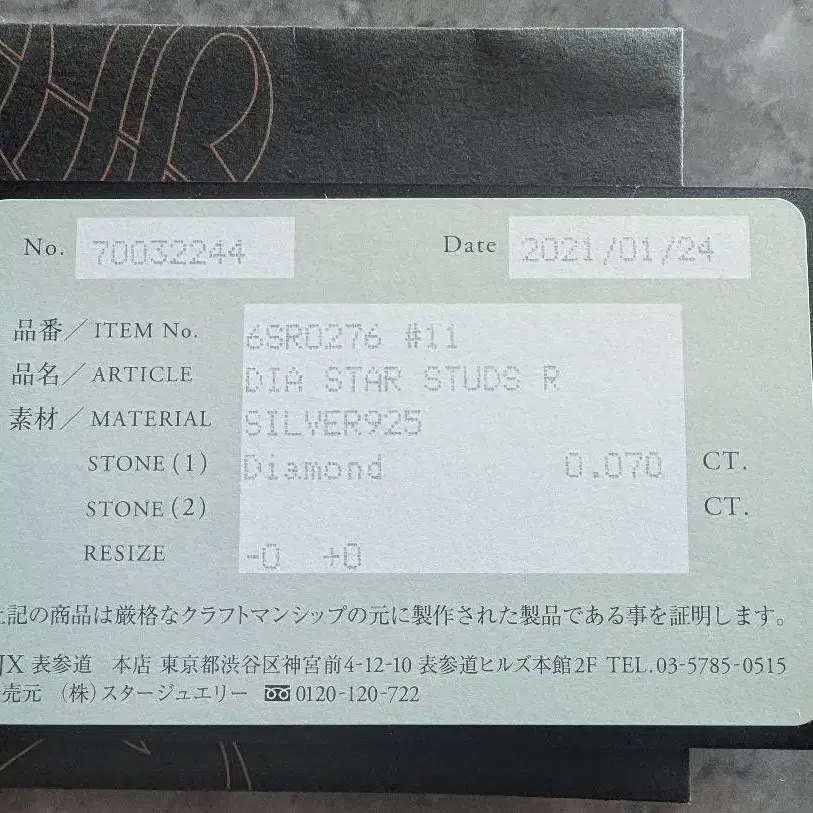 No. 70032244
Date 2021/01/24
品番／ITEM No. 6SR0276 #11
品名／ARTICLE DIA STAR STUDS R
素材／MATERIAL SILVER925
STONE(1) Diamond 0.070 CT.
STONE(2) CT.
RESIZE -0 +0
記の商品は厳格なクラフトマンシップの元に製作された製品である事を証明します。
JX 表参道 本店 東京都渋谷区神宮前4-12-10 表参道ヒルズ本館2F TEL.03-5785-0515
売元 （株）スタージュエリー 0120-120-722